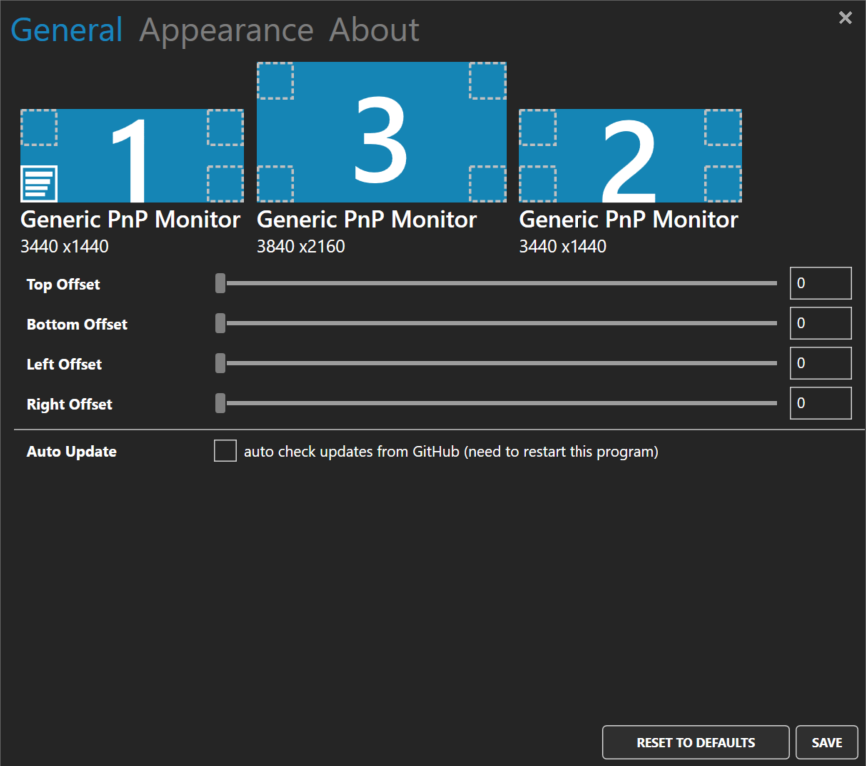 General Appearance About
1 3 2
Generic PnP Monitor Generic PnP Monitor Generic PnP Monitor
3440 x1440 3840 x2160 3440 x1440
Top Offset 0
Bottom Offset 0
Left Offset 0
Right Offset 0
Auto Update auto check updates from GitHub (need to restart this program)
RESET TO DEFAULTS SAVE